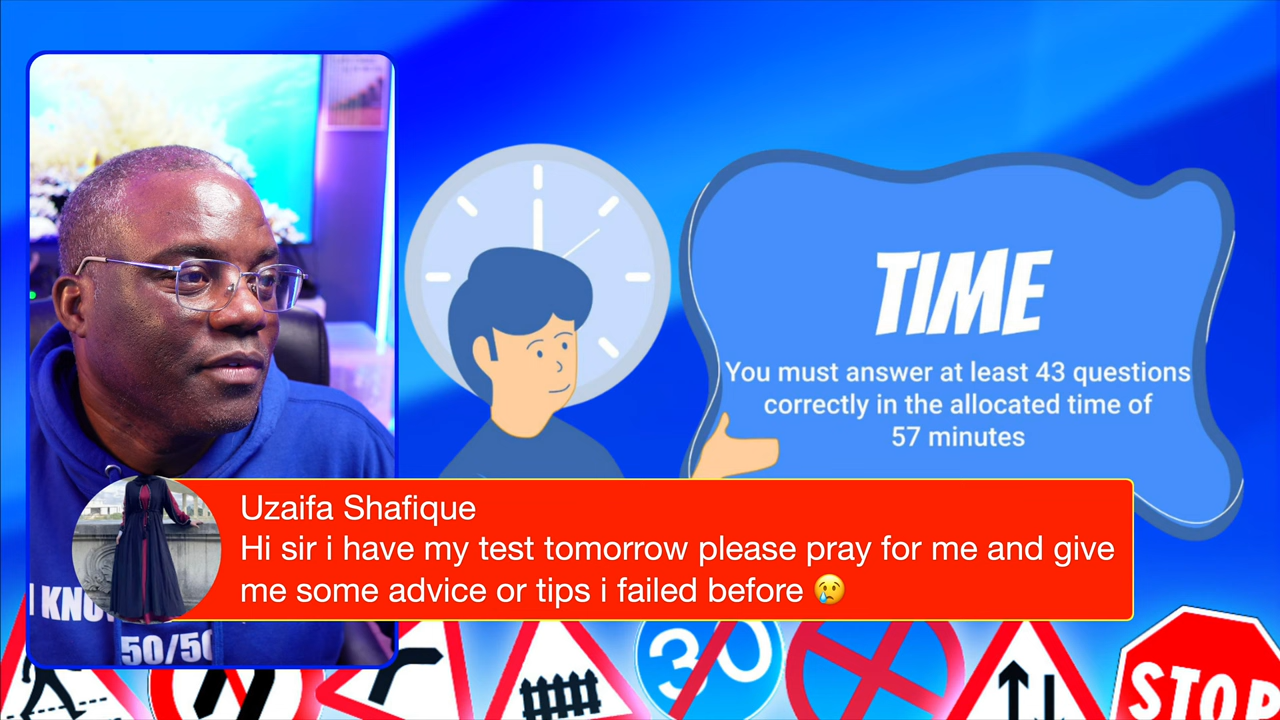 TIME
You must answer at least 43 questions
correctly in the allocated time of
57 minutes
Uzaifa Shafique
Hi sir i have my test tomorrow please pray for me and give
me some advice or tips i failed before 😢
I KNO
50/50
30
STOP